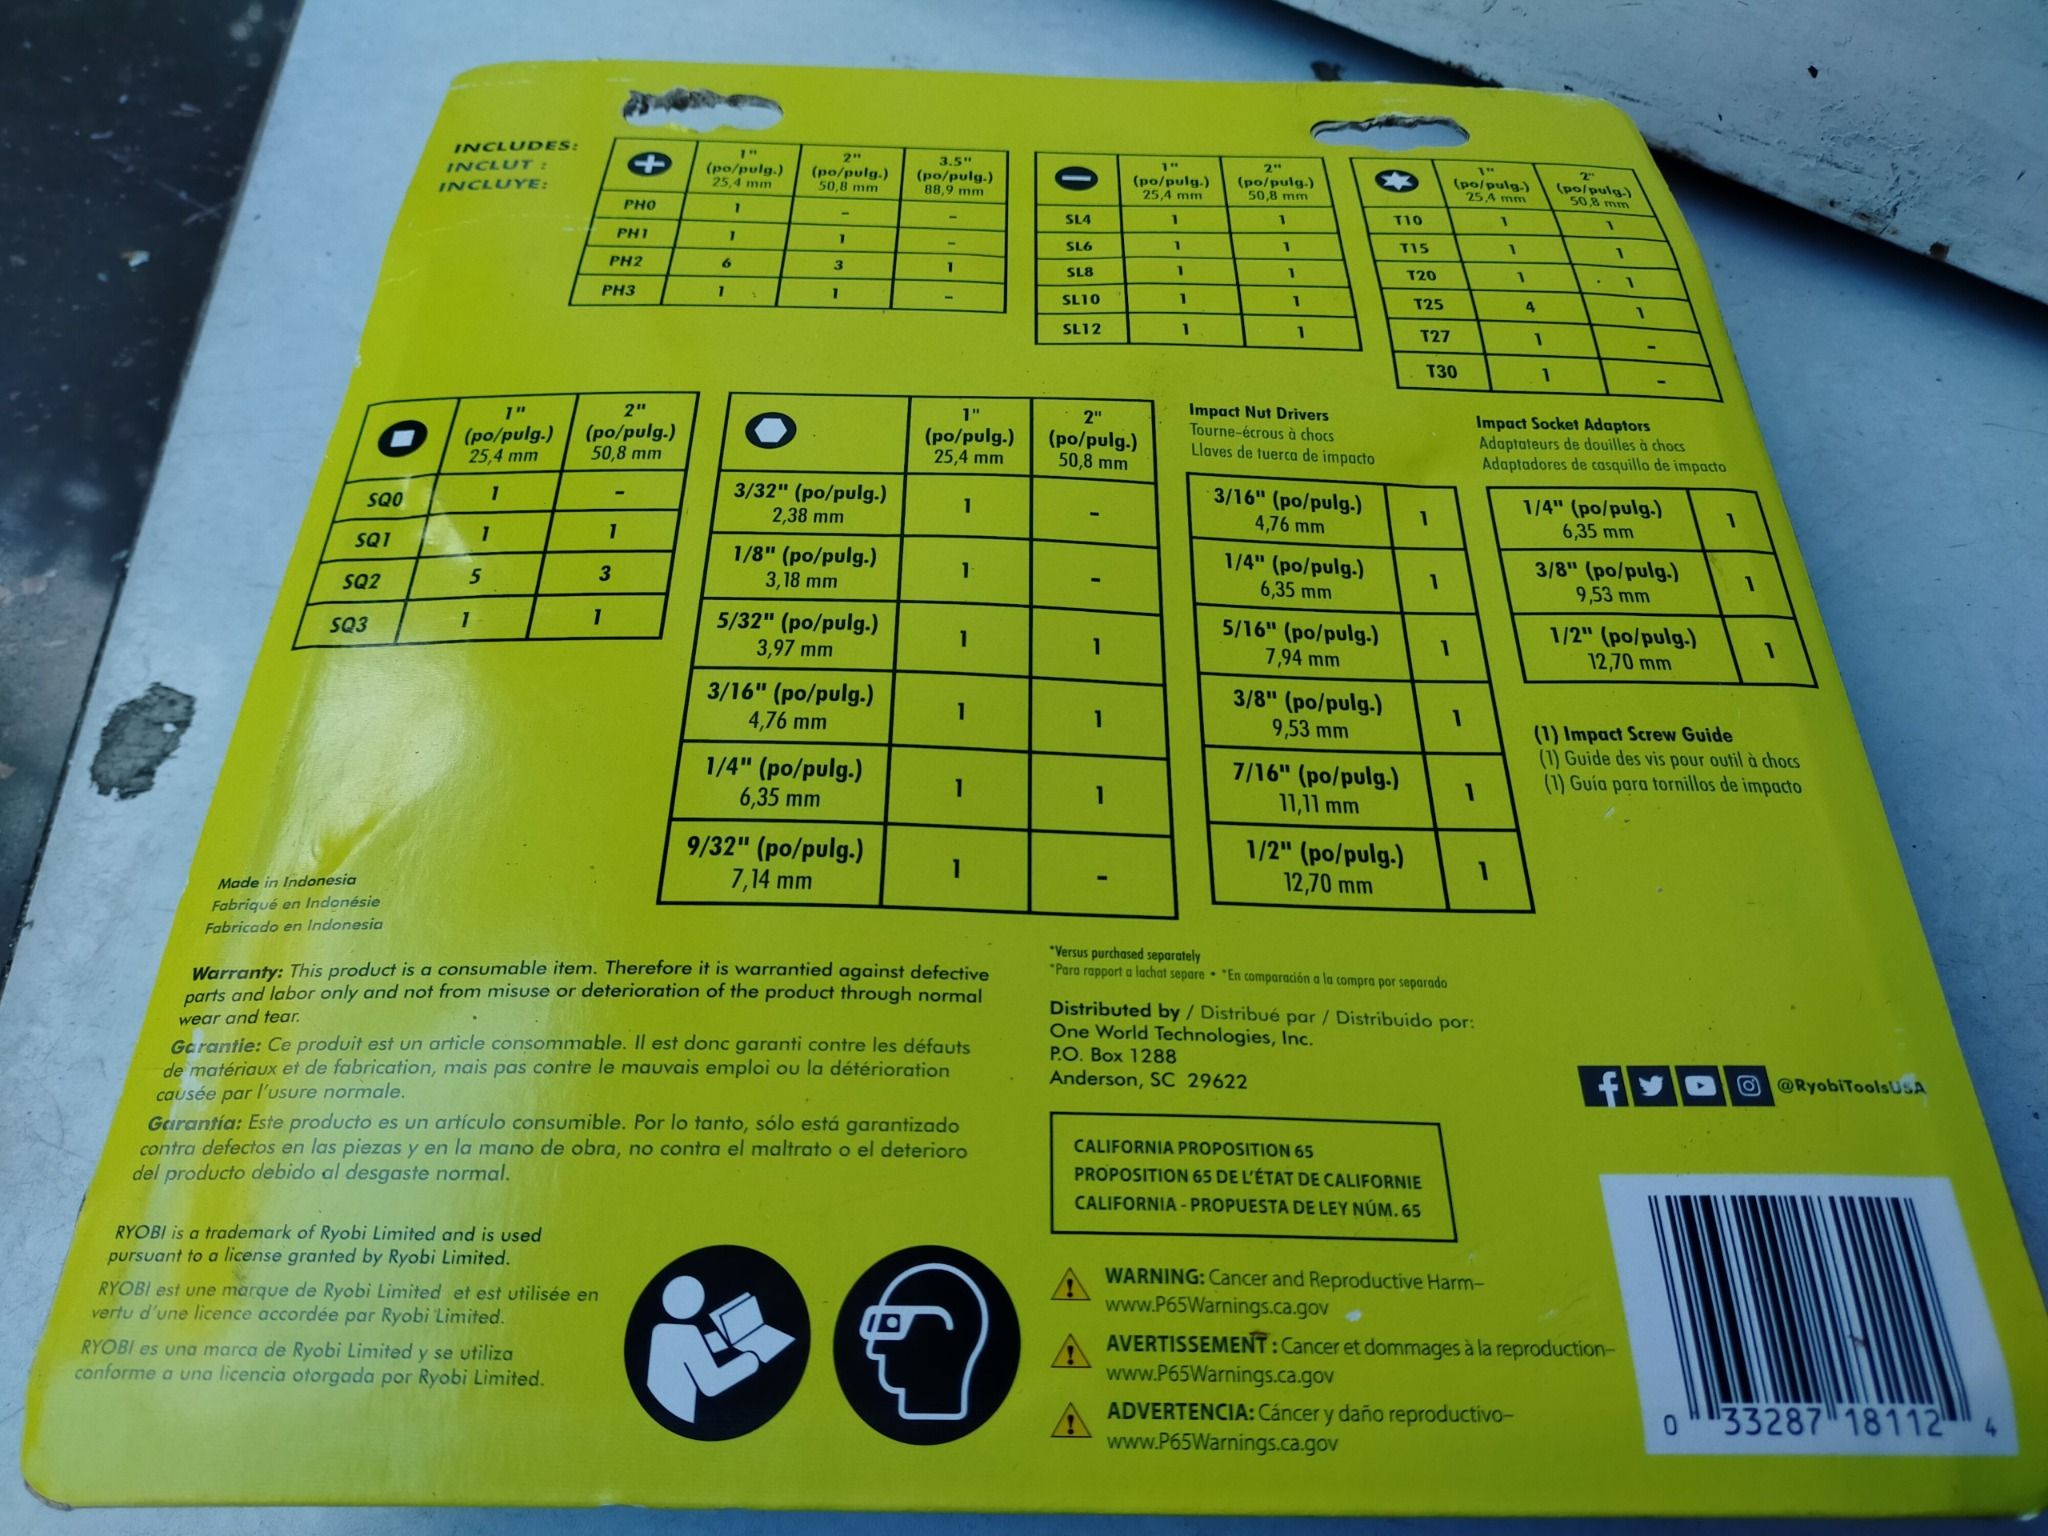 INCLUDES:
INCLUT :
INCLUYE:
1" (po/pulg.) 25,4 mm 2" (po/pulg.) 50,8 mm 3.5" (po/pulg.) 88,9 mm
PH0 1 - -
PH1 1 1 -
PH2 6 3 1
PH3 1 1 -
1" (po/pulg.) 25,4 mm 2" (po/pulg.) 50,8 mm
SL4 1 1
SL6 1 1
SL8 1 1
SL10 1 1
SL12 1 1
1" (po/pulg.) 25,4 mm 2" (po/pulg.) 50,8 mm
T10 1 1
T15 1 1
T20 1 1
T25 4 1
T27 1 -
T30 1 -
1" (po/pulg.) 25,4 mm 2" (po/pulg.) 50,8 mm
SQ0 1 -
SQ1 1 1
SQ2 5 3
SQ3 1 1
1" (po/pulg.) 25,4 mm 2" (po/pulg.) 50,8 mm
3/32" (po/pulg.) 2,38 mm 1 -
1/8" (po/pulg.) 3,18 mm 1 -
5/32" (po/pulg.) 3,97 mm 1 1
3/16" (po/pulg.) 4,76 mm 1 1
1/4" (po/pulg.) 6,35 mm 1 1
9/32" (po/pulg.) 7,14 mm 1 -
Impact Nut Drivers
Tourne-écrous à chocs
Llaves de tuerca de impacto
3/16" (po/pulg.) 4,76 mm 1
1/4" (po/pulg.) 6,35 mm 1
5/16" (po/pulg.) 7,94 mm 1
3/8" (po/pulg.) 9,53 mm 1
7/16" (po/pulg.) 11,11 mm 1
1/2" (po/pulg.) 12,70 mm 1
Impact Socket Adaptors
Adaptateurs de douilles à chocs
Adaptadores de casquillo de impacto
1/4" (po/pulg.) 6,35 mm 1
3/8" (po/pulg.) 9,53 mm 1
1/2" (po/pulg.) 12,70 mm 1
(1) Impact Screw Guide
(1) Guide des vis pour outil à chocs
(1) Guía para tornillos de impacto
Made in Indonesia
Fabriqué en Indonésie
Fabricado en Indonesia
Warranty: This product is a consumable item. Therefore it is warrantied against defective
parts and labor only and not from misuse or deterioration of the product through normal
wear and tear.
Garantie: Ce produit est un article consommable. Il est donc garanti contre les défauts
de matériaux et de fabrication, mais pas contre le mauvais emploi ou la détérioration
causée par l'usure normale.
Garantía: Este producto es un artículo consumible. Por lo tanto, sólo está garantizado
contra defectos en las piezas y en la mano de obra, no contra el maltrato o el deterioro
del producto debido al desgaste normal.
RYOBI is a trademark of Ryobi Limited and is used
pursuant to a license granted by Ryobi Limited.
RYOBI est une marque de Ryobi Limited et est utilisée en
vertu d'une licence accordée par Ryobi Limited.
RYOBI es una marca de Ryobi Limited y se utiliza
conforme a una licencia otorgada por Ryobi Limited.
*Versus purchased separately
*Para rapport a lachat separe • *En comparación a la compra por separado
Distributed by / Distribué par / Distribuido por:
One World Technologies, Inc.
P.O. Box 1288
Anderson, SC 29622
@RyobiToolsUSA
CALIFORNIA PROPOSITION 65
PROPOSITION 65 DE L'ÉTAT DE CALIFORNIE
CALIFORNIA - PROPUESTA DE LEY NÚM. 65
WARNING: Cancer and Reproductive Harm–
www.P65Warnings.ca.gov
AVERTISSEMENT : Cancer et dommages à la reproduction–
www.P65Warnings.ca.gov
ADVERTENCIA: Cáncer y daño reproductivo–
www.P65Warnings.ca.gov
0 33287 18112 4